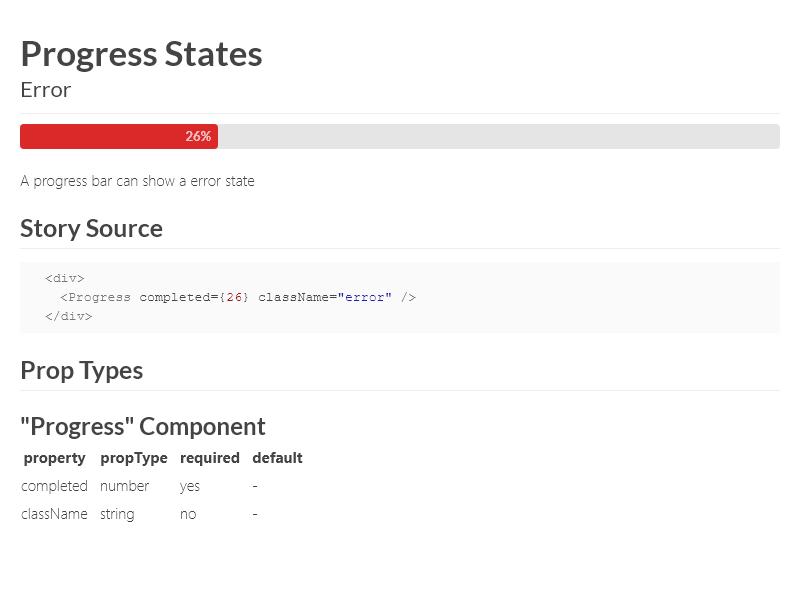 Progress States
Error
26%
A progress bar can show a error state
Story Source
<div>
<Progress completed={26} className="error" />
</div>
Prop Types
"Progress" Component
property propType required default
completed number yes -
className string no -